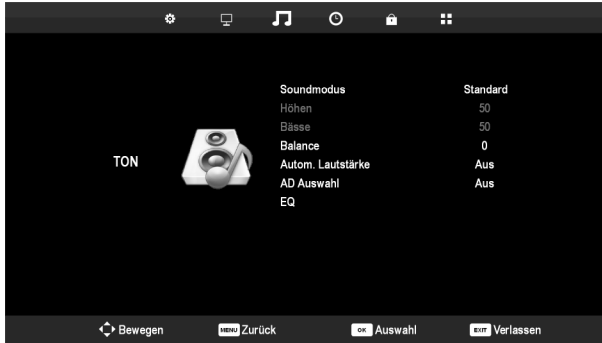 Soundmodus Standard
Höhen 50
Bässe 50
Balance 0
TON
Autom. Lautstärke Aus
AD Auswahl Aus
EQ
Bewegen MENU Zurück OK Auswahl EXIT Verlassen